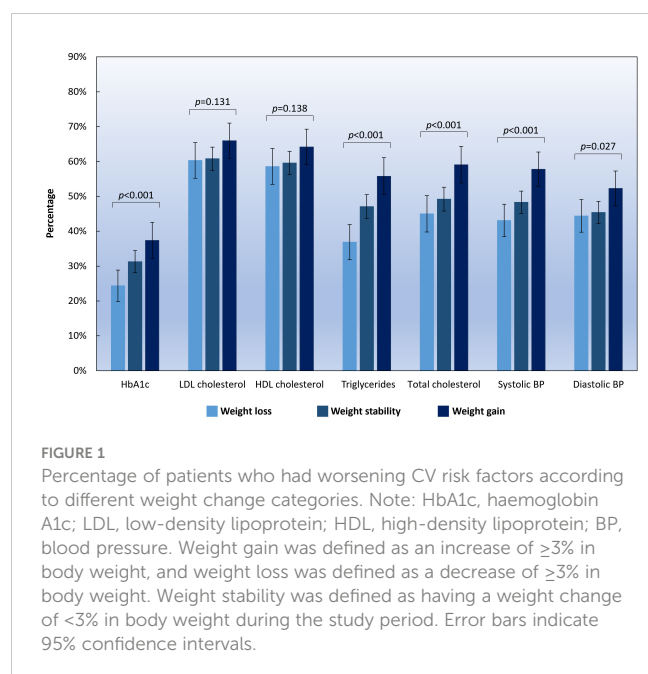 90%
80%
70%
60%
50%
40%
30%
20%
10%
0%
Percentage
p<0.001
p=0.131
p=0.138
p<0.001
p<0.001
p<0.001
p=0.027
HbA1c LDL cholesterol HDL cholesterol Triglycerides Total cholesterol Systolic BP Diastolic BP
Weight loss Weight stability Weight gain
FIGURE 1
Percentage of patients who had worsening CV risk factors according
to different weight change categories. Note: HbA1c, haemoglobin
A1c; LDL, low-density lipoprotein; HDL, high-density lipoprotein; BP,
blood pressure. Weight gain was defined as an increase of ≥3% in
body weight, and weight loss was defined as a decrease of ≥3% in
body weight. Weight stability was defined as having a weight change
of <3% in body weight during the study period. Error bars indicate
95% confidence intervals.